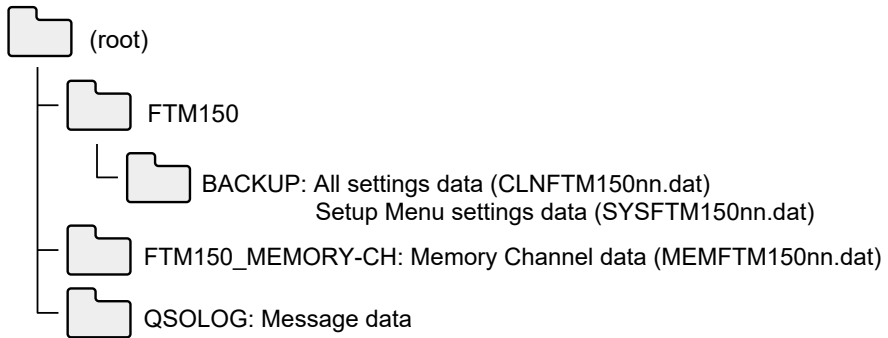 (root)
FTM150
BACKUP: All settings data (CLNFTM150nn.dat)
Setup Menu settings data (SYSFTM150nn.dat)
FTM150_MEMORY-CH: Memory Channel data (MEMFTM150nn.dat)
QSOLOG: Message data